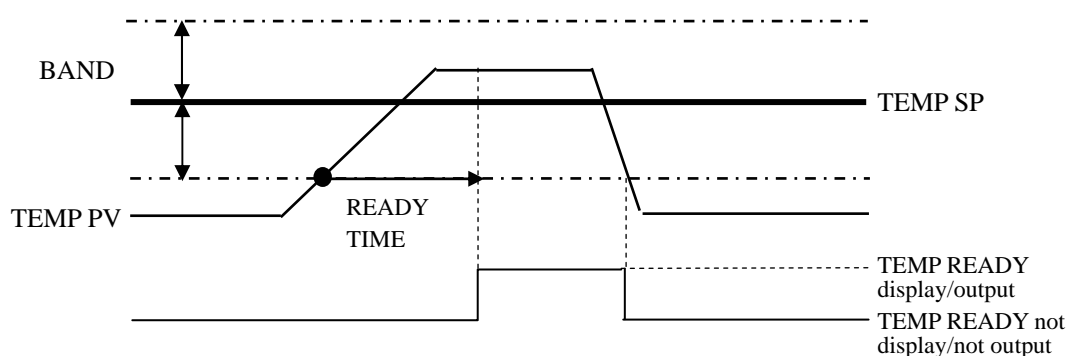 BAND
TEMP SP
TEMP PV
READY
TIME
TEMP READY
display/output
TEMP READY not
display/not output